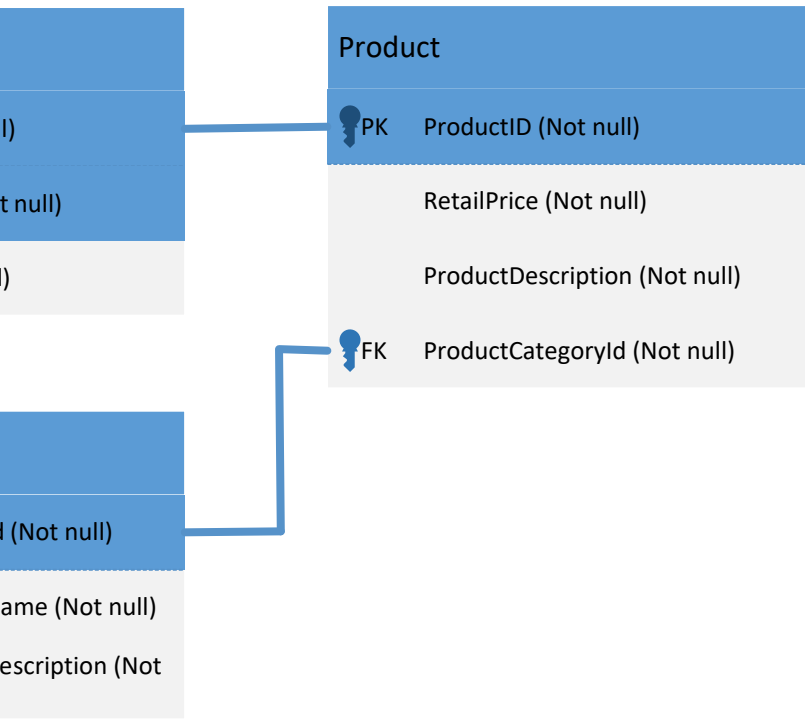 Product
PK ProductID (Not null)
RetailPrice (Not null)
ProductDescription (Not null)
FK ProductCategoryId (Not null)
l)
t null)
l)
d (Not null)
ame (Not null)
escription (Not